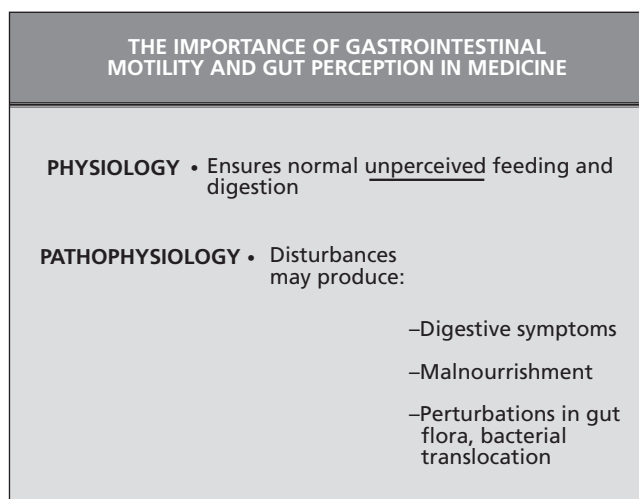 THE IMPORTANCE OF GASTROINTESTINAL
MOTILITY AND GUT PERCEPTION IN MEDICINE
PHYSIOLOGY • Ensures normal unperceived feeding and
digestion
PATHOPHYSIOLOGY • Disturbances
may produce:
–Digestive symptoms
–Malnourrishment
–Perturbations in gut
flora, bacterial
translocation